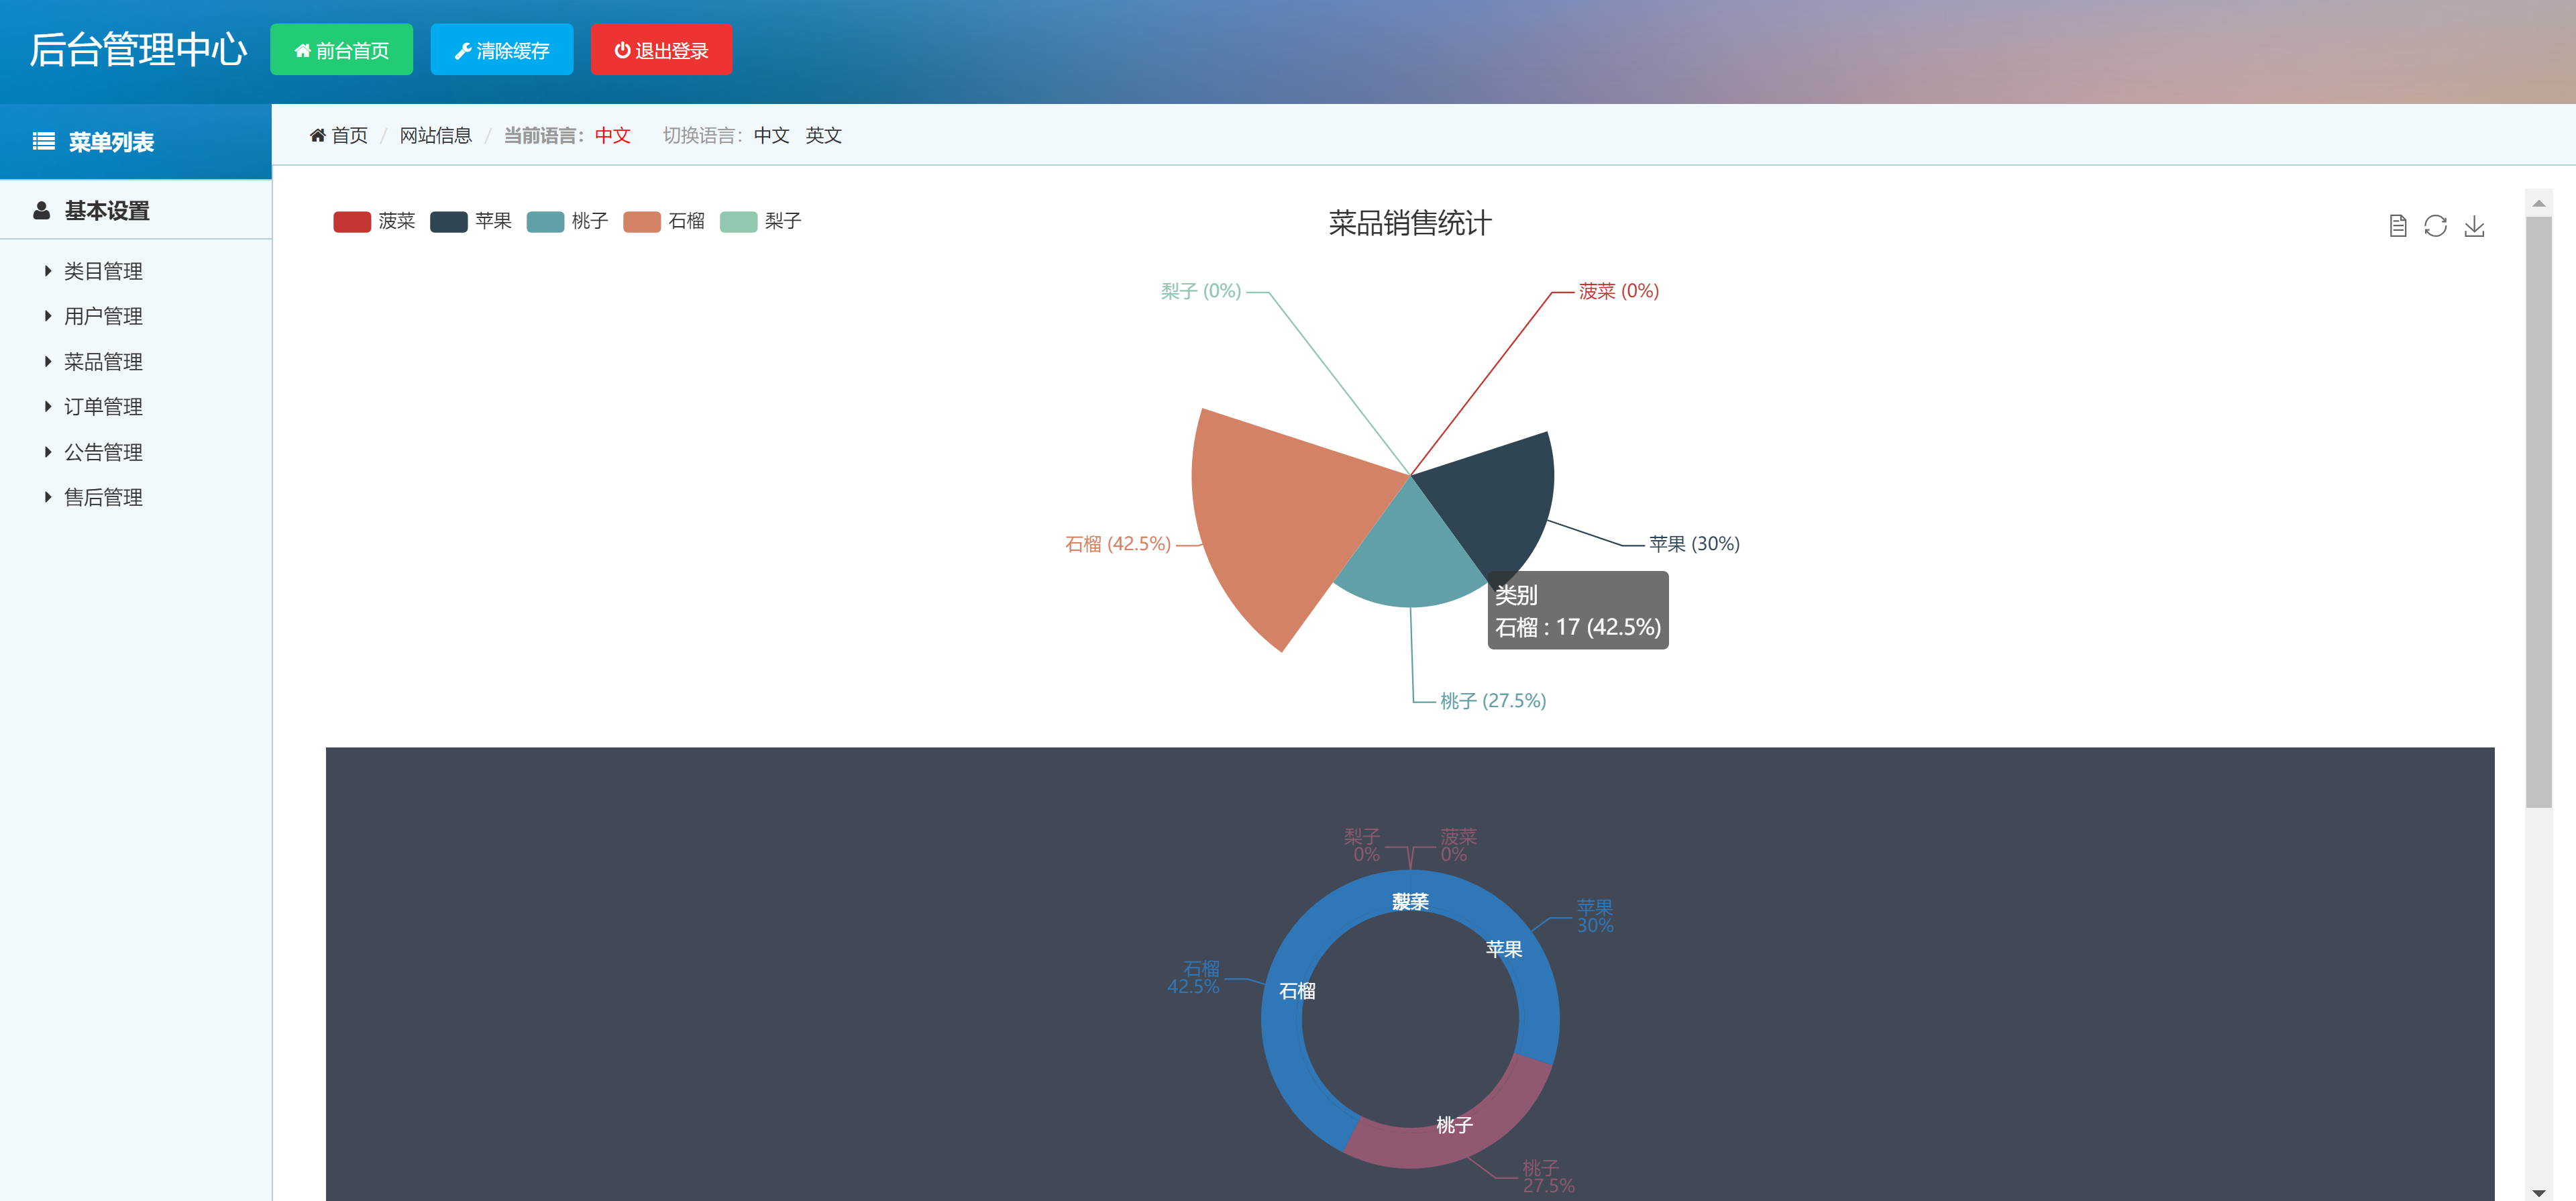 后台管理中心
前台首页
清除缓存
退出登录
菜单列表
首页 / 网站信息 / 当前语言：中文 切换语言：中文 英文
基本设置
类目管理
用户管理
菜品管理
订单管理
公告管理
售后管理
菠菜 苹果 桃子 石榴 梨子
菜品销售统计
梨子 (0%)
菠菜 (0%)
石榴 (42.5%)
苹果 (30%)
类别
石榴 : 17 (42.5%)
桃子 (27.5%)
梨子
0%
菠菜
0%
菠菜
苹果
30%
苹果
石榴
42.5%
石榴
桃子
桃子
27.5%